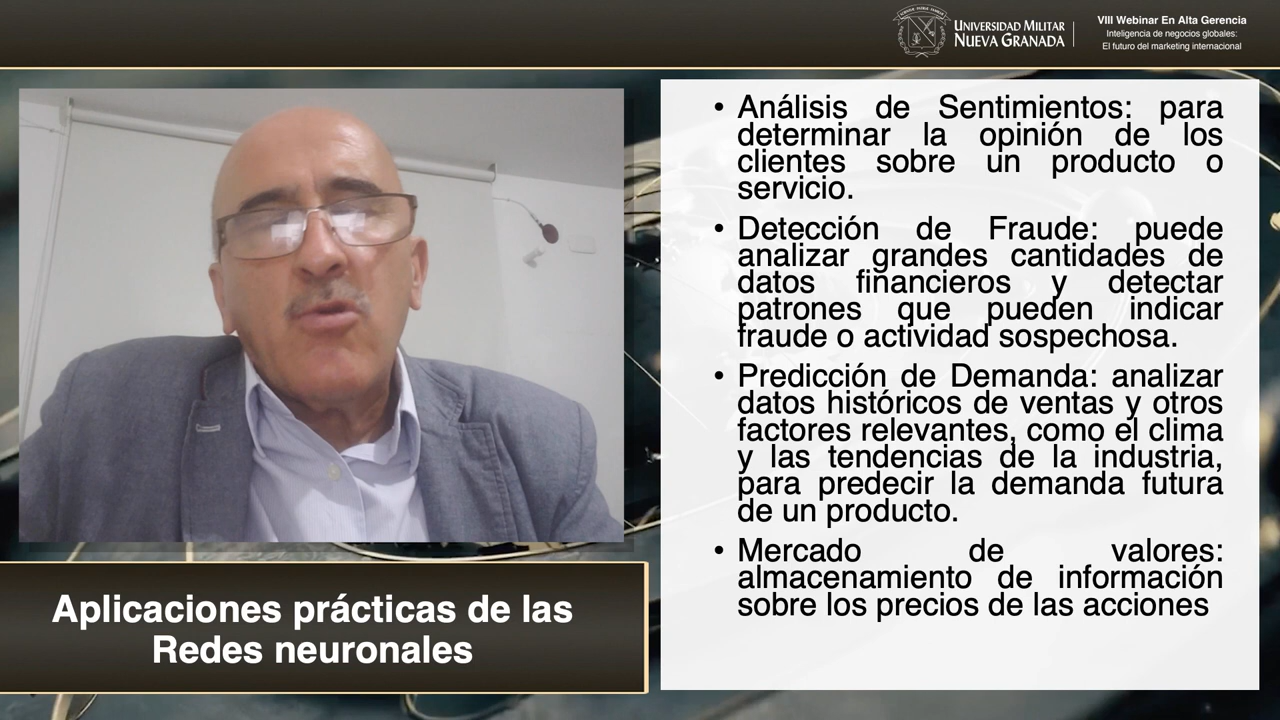 UNIVERSIDAD MILITAR
NUEVA GRANADA
VIII Webinar En Alta Gerencia
Inteligencia de negocios globales:
El futuro del marketing internacional
• Análisis de Sentimientos: para
determinar la opinión de los
clientes sobre un producto o
servicio.
• Detección de Fraude: puede
analizar grandes cantidades de
datos financieros y detectar
patrones que pueden indicar
fraude o actividad sospechosa.
• Predicción de Demanda: analizar
datos históricos de ventas y otros
factores relevantes, como el clima
y las tendencias de la industria,
para predecir la demanda futura
de un producto.
• Mercado de valores:
almacenamiento de información
sobre los precios de las acciones
Aplicaciones prácticas de las
Redes neuronales